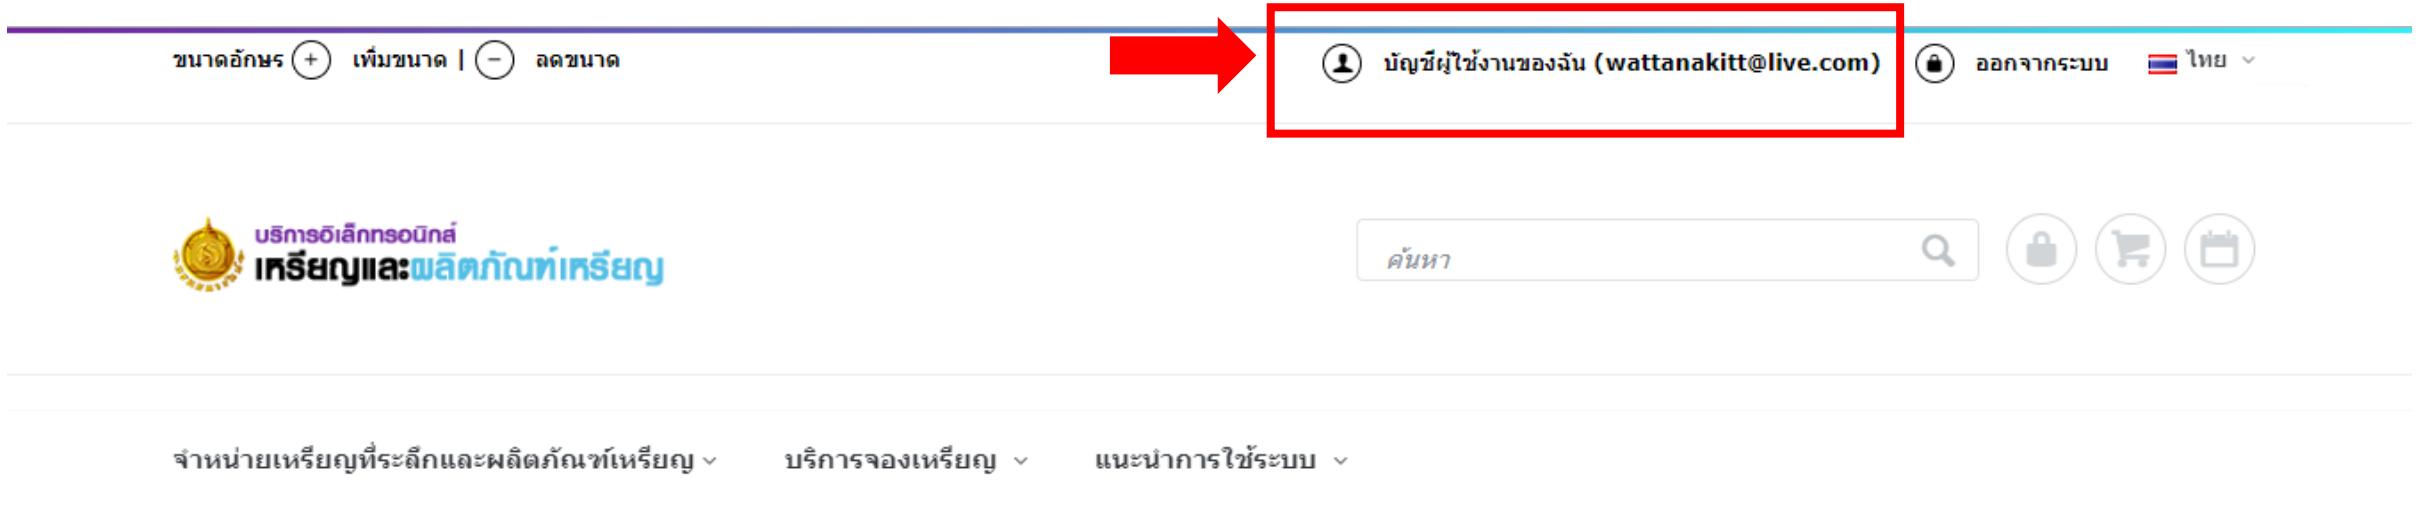 ขนาดอักษร + เพิ่มขนาด | - ลดขนาด
บัญชีผู้ใช้งานของฉัน (wattanakitt@live.com) ออกจากระบบ ไทย
บริการอิเล็กทรอนิกส์
เหรียญและผลิตภัณฑ์เหรียญ
ค้นหา
จำหน่ายเหรียญที่ระลึกและผลิตภัณฑ์เหรียญ บริการจองเหรียญ แนะนำการใช้ระบบ